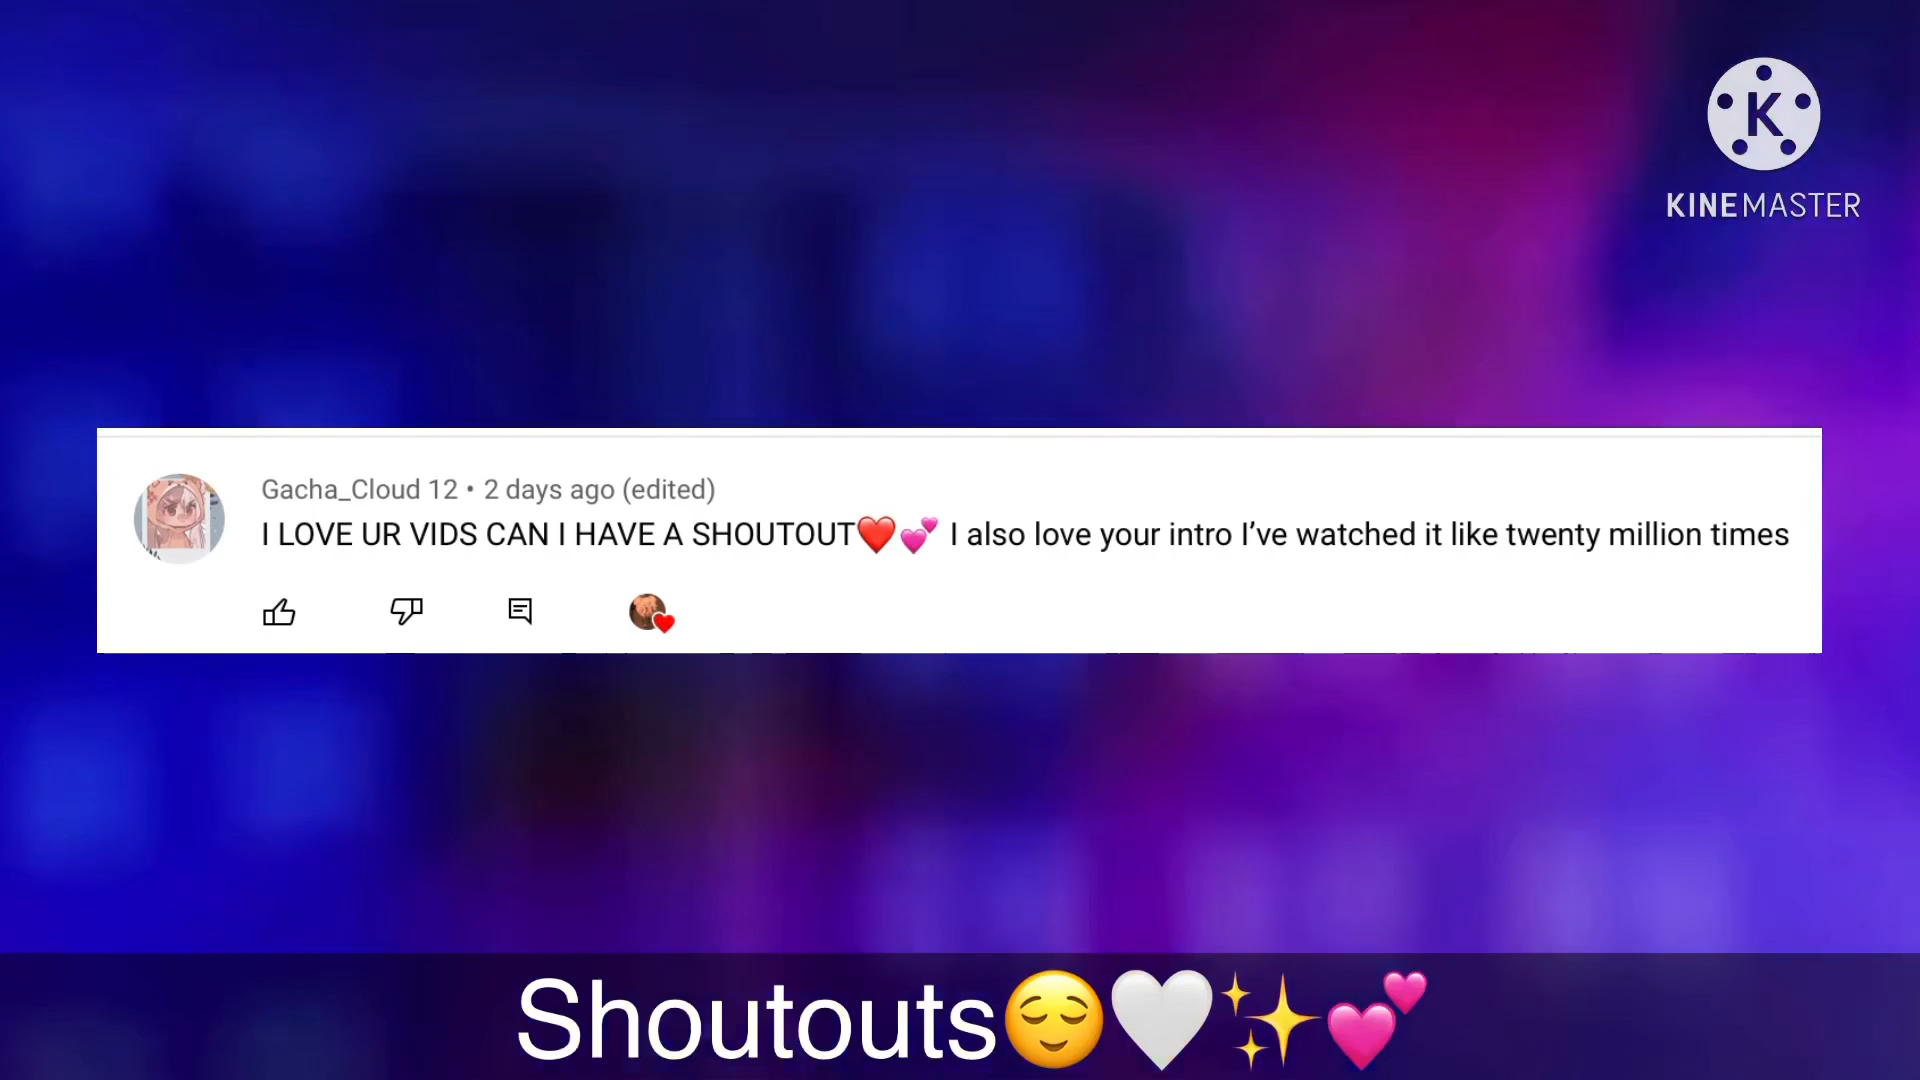 K
KINEMASTER
Gacha_Cloud 12 • 2 days ago (edited)
I LOVE UR VIDS CAN I HAVE A SHOUTOUT❤️💕 I also love your intro I’ve watched it like twenty million times
Shoutouts😌🤍✨💕